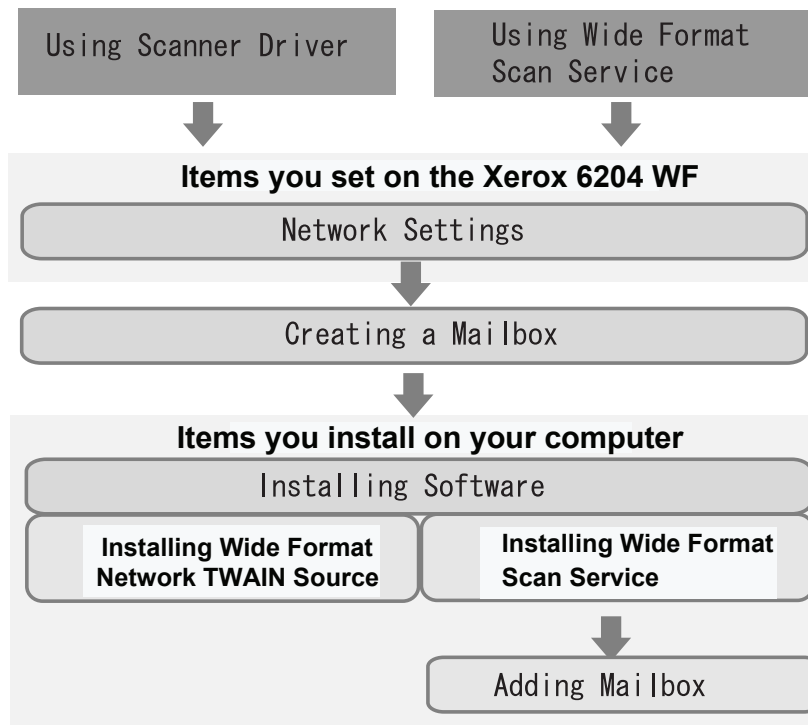 Using Scanner Driver
Using Wide Format
Scan Service
Items you set on the Xerox 6204 WF
Network Settings
Creating a Mailbox
Items you install on your computer
Installing Software
Installing Wide Format
Network TWAIN Source
Installing Wide Format
Scan Service
Adding Mailbox